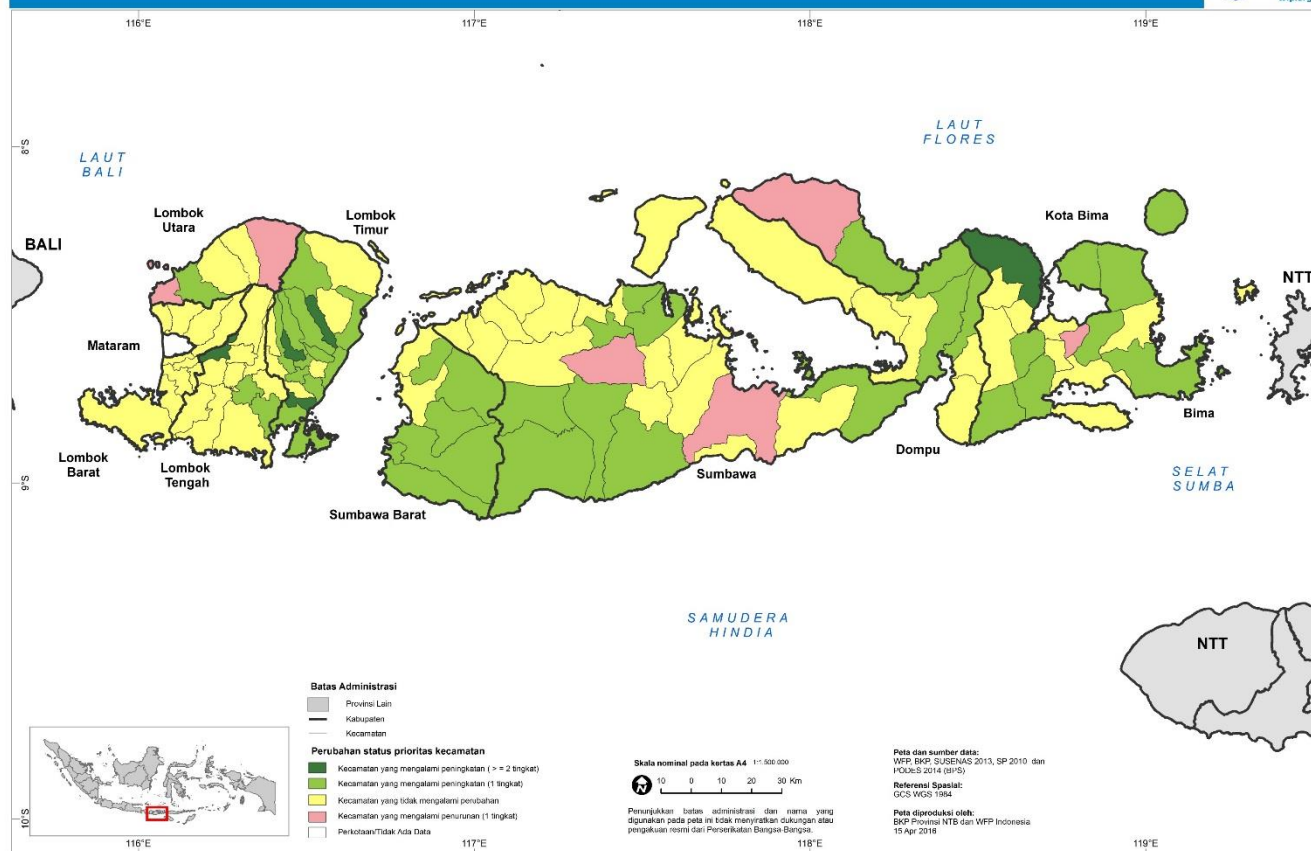 116°E
117°E
118°E
119°E
8°S
9°S
10°S
LAUT
BALI
LAUT
FLORES
Lombok
Utara
Lombok
Timur
Kota Bima
BALI
NTT
Mataram
Bima
Lombok
Barat
Lombok
Tengah
Dompu
Sumbawa
SELAT
SUMBA
Sumbawa Barat
SAMUDERA
HINDIA
NTT
Batas Administrasi
Provinsi Lain
Kabupaten
Kecamatan
Perubahan status prioritas kecamatan
Kecamatan yang mengalami peningkatan ( > = 2 tingkat)
Kecamatan yang mengalami peningkatan (1 tingkat)
Kecamatan yang tidak mengalami perubahan
Kecamatan yang mengalami penurunan (1 tingkat)
Perkotaan/Tidak Ada Data
Skala nominal pada kertas A4 1:1.500.000
10 0 10 20 30 Km
Penunjukkan batas administrasi dan nama yang
digunakan pada peta ini tidak menyiratkan dukungan atau
pengakuan resmi dari Perserikatan Bangsa-Bangsa.
Peta dan sumber data:
WFP, BKP, SUSENAS 2013, SP 2010 dan
PODES 2014 (BPS)
Referensi Spasial:
GCS WGS 1984
Peta diproduksi oleh:
BKP Provinsi NTB dan WFP Indonesia
15 Apr 2016
116°E
117°E
118°E
119°E